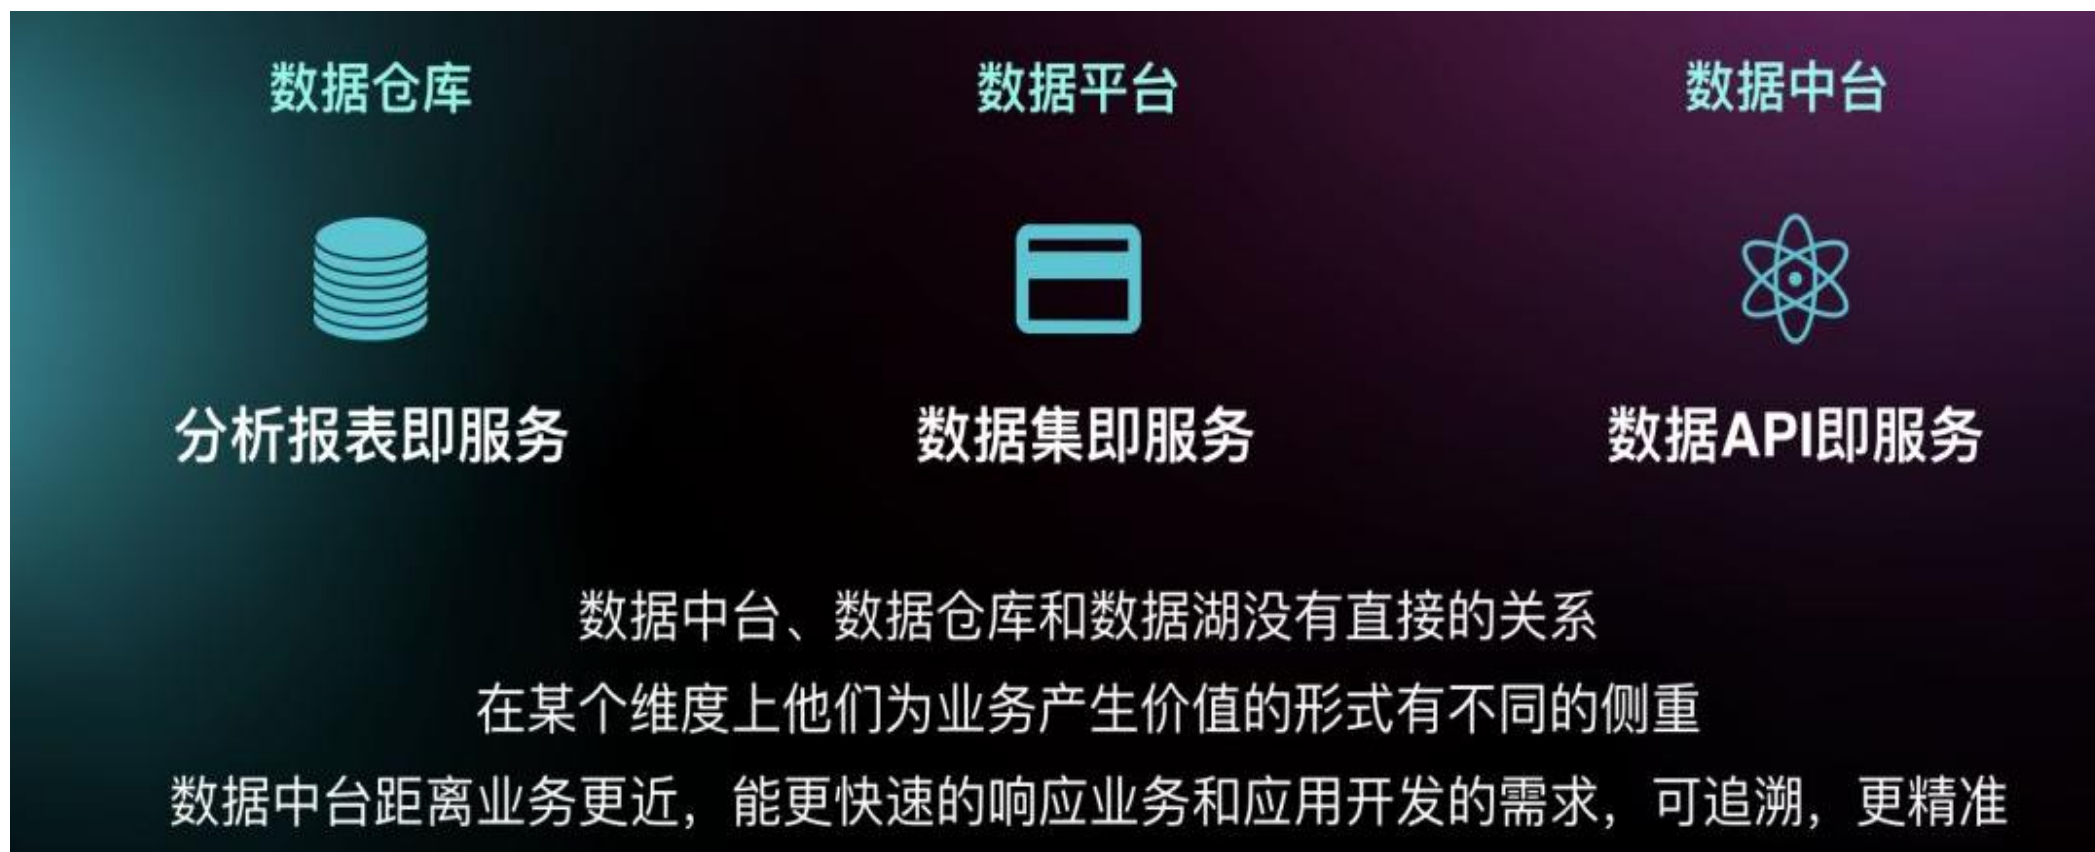 数据仓库
数据平台
数据中台
分析报表即服务
数据集即服务
数据API即服务
数据中台、数据仓库和数据湖没有直接的关系
在某个维度上他们为业务产生价值的形式有不同的侧重
数据中台距离业务更近，能更快速的响应业务和应用开发的需求，可追溯，更精准